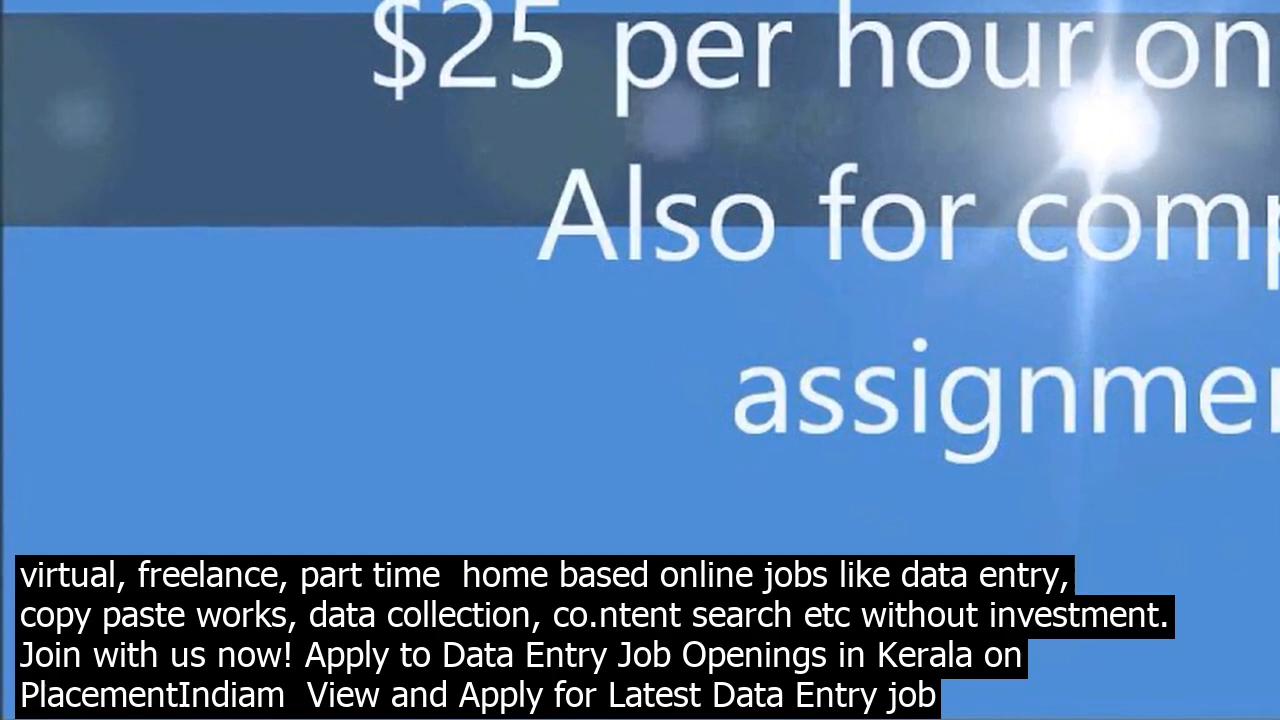 $25 per hour on
Also for comp
assignmen
virtual, freelance, part time  home based online jobs like data entry,
copy paste works, data collection, co.ntent search etc without investment.
Join with us now! Apply to Data Entry Job Openings in Kerala on
PlacementIndiam  View and Apply for Latest Data Entry job